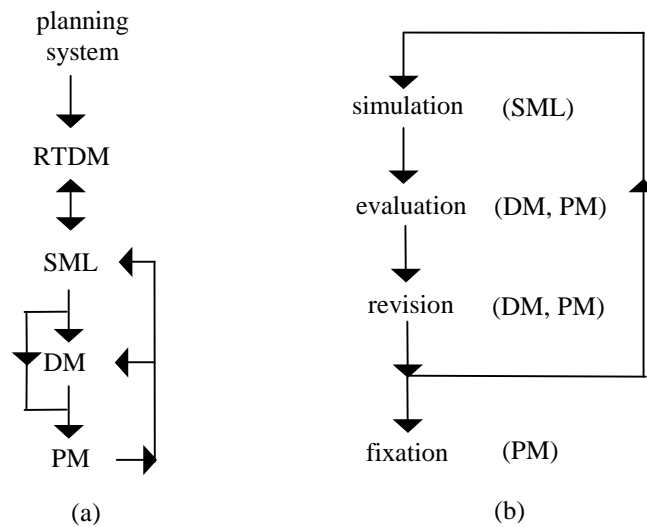 planning
system
RTDM
SML
DM
PM
(a)
simulation (SML)
evaluation (DM, PM)
revision (DM, PM)
fixation (PM)
(b)